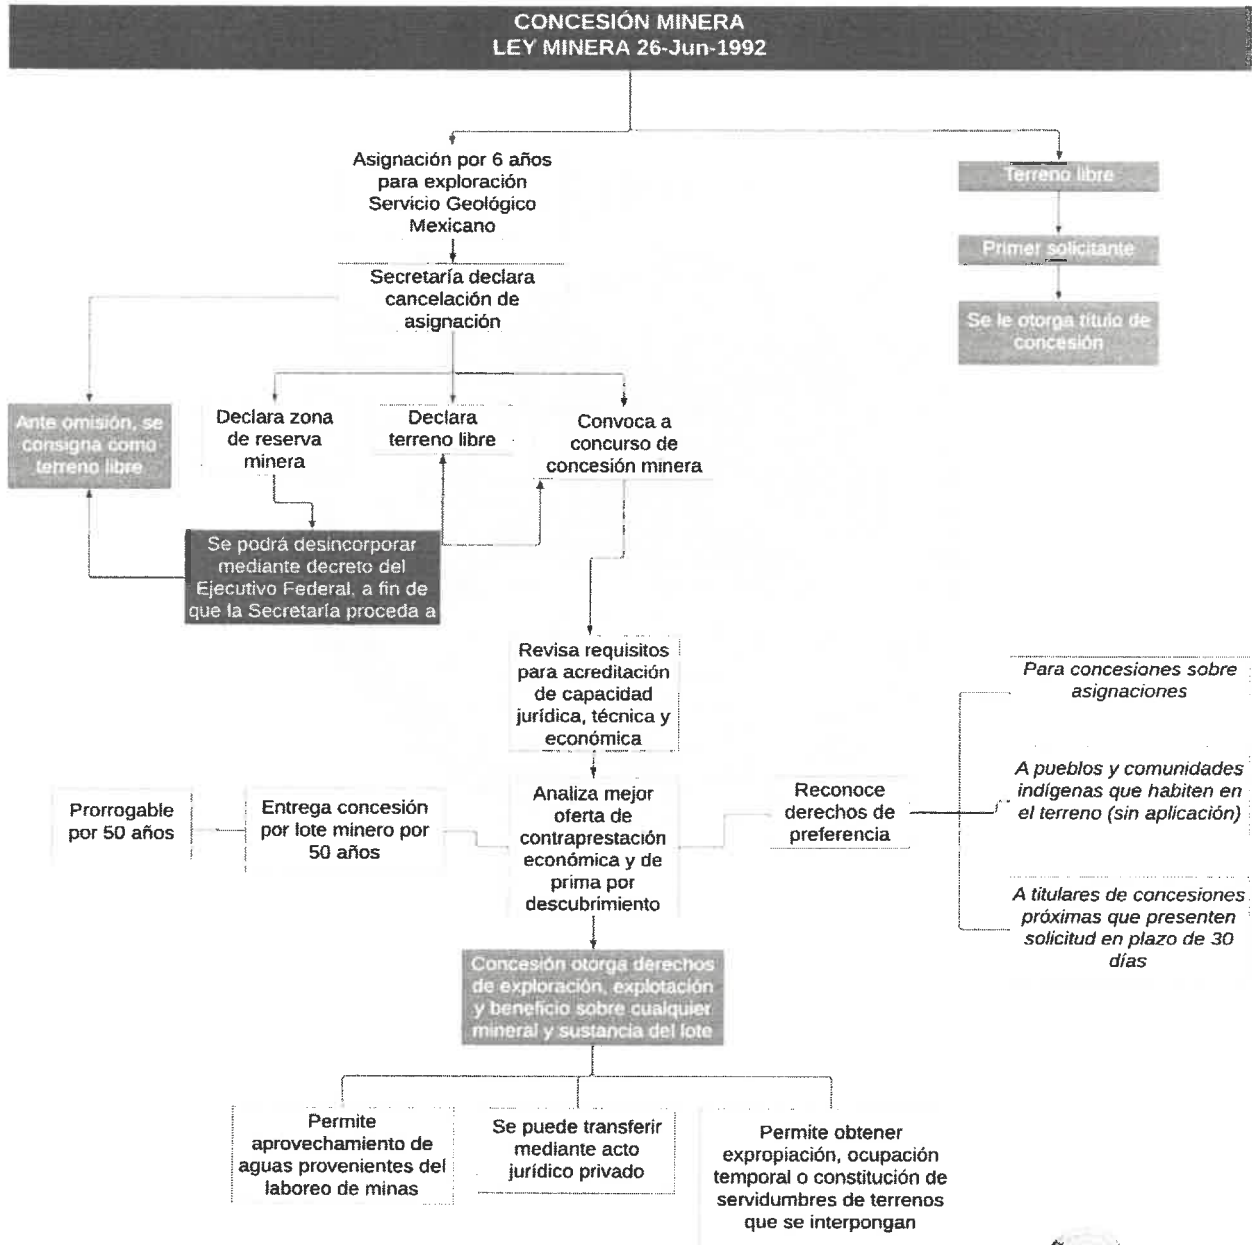 CONCESIÓN MINERA
LEY MINERA 26-Jun-1992
Asignación por 6 años
para exploración
Servicio Geológico
Mexicano
Terreno libre
Primer solicitante
Se le otorga título de
concesión
Secretaría declara
cancelación de
asignación
Ante omisión, se
consigna como
terreno libre
Declara zona
de reserva
minera
Declara
terreno libre
Convoca a
concurso de
concesión minera
Se podrá desincorporar
mediante decreto del
Ejecutivo Federal, a fin de
que la Secretaría proceda a
Revisa requisitos
para acreditación
de capacidad
jurídica, técnica y
económica
Prorrogable
por 50 años
Entrega concesión
por lote minero por
50 años
Analiza mejor
oferta de
contraprestación
económica y de
prima por
descubrimiento
Reconoce
derechos de
preferencia
Para concesiones sobre
asignaciones
A pueblos y comunidades
indígenas que habiten en
el terreno (sin aplicación)
A titulares de concesiones
próximas que presenten
solicitud en plazo de 30
días
Concesión otorga derechos
de exploración, explotación
y beneficio sobre cualquier
mineral y sustancia del lote
Permite
aprovechamiento de
aguas provenientes del
laboreo de minas
Se puede transferir
mediante acto
jurídico privado
Permite obtener
expropiación, ocupación
temporal o constitución de
servidumbres de terrenos
que se interpongan